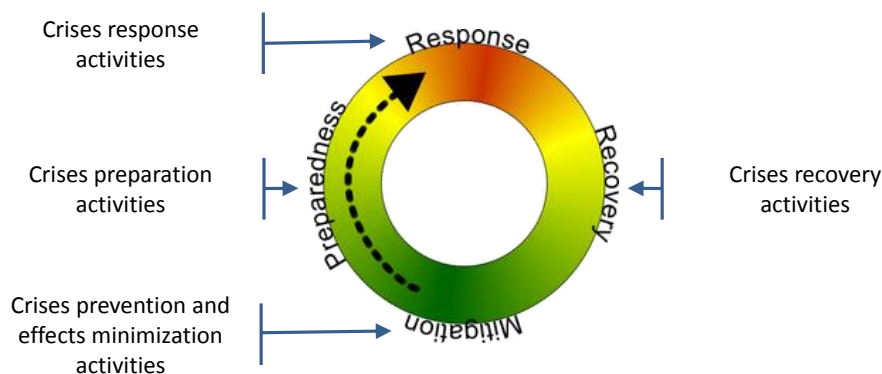 Crises response
activities
Response
Crises preparation
activities
Preparedness
Recovery
Crises recovery
activities
Crises prevention and
effects minimization
activities
Mitigation